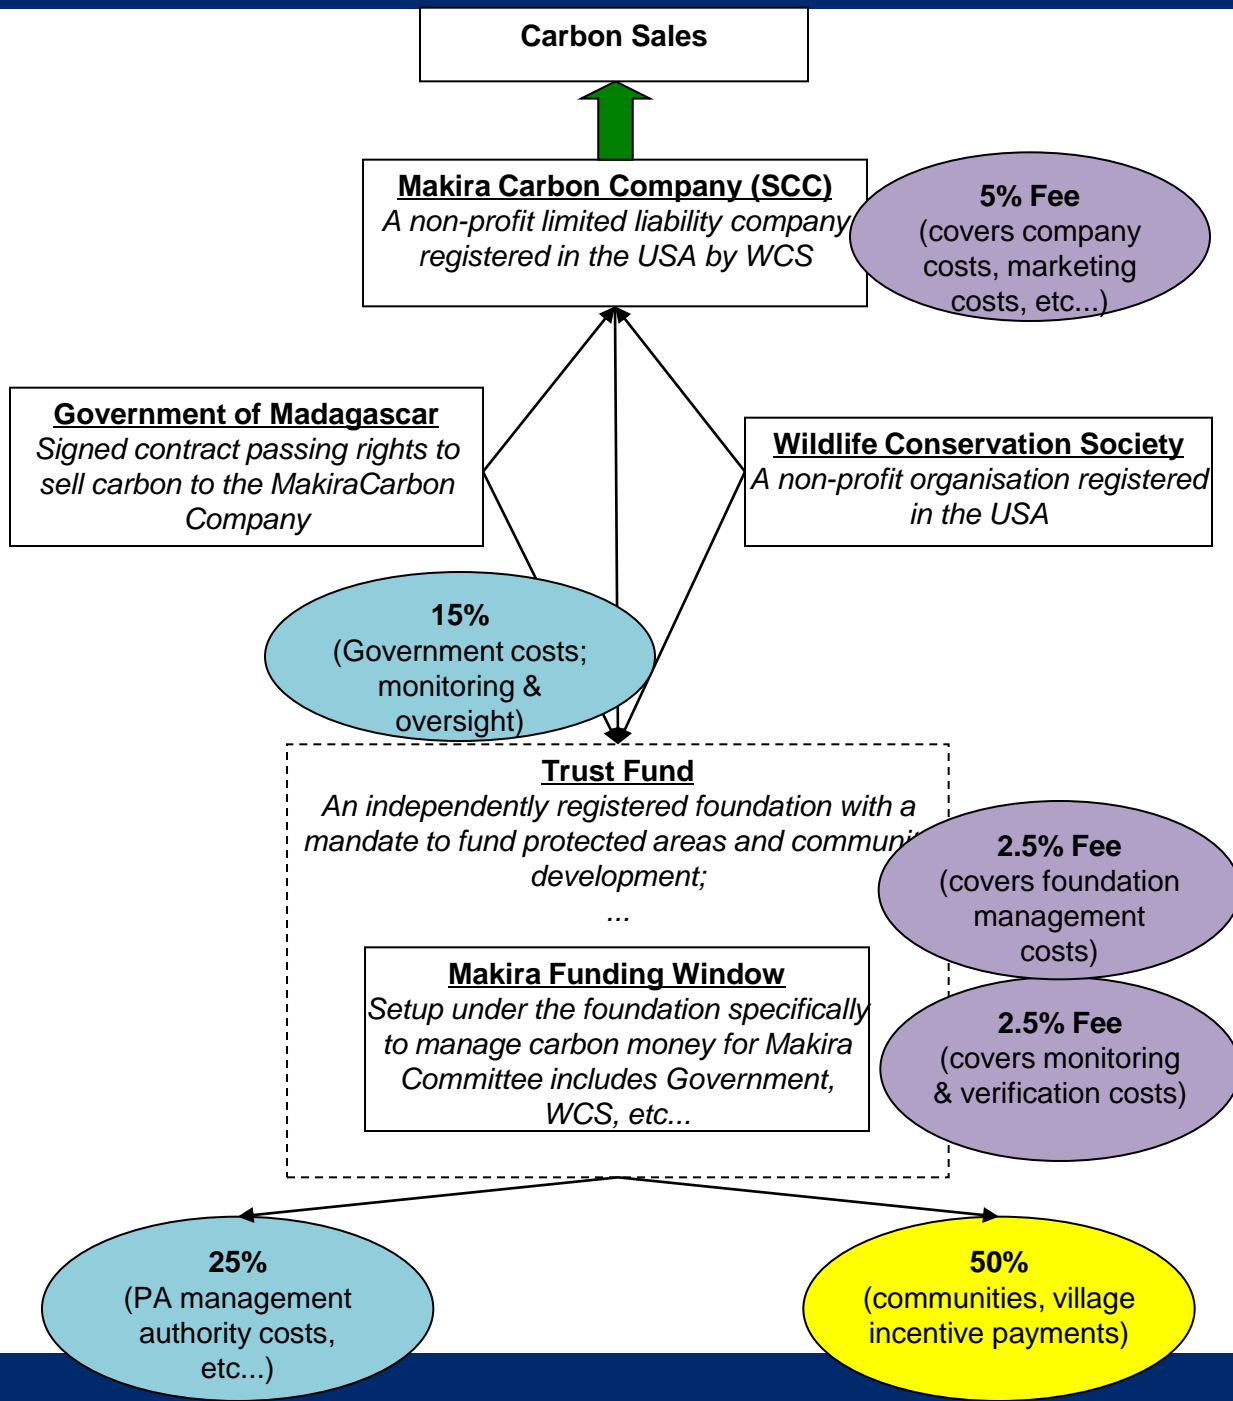 Carbon Sales
Makira Carbon Company (SCC)
A non-profit limited liability company
registered in the USA by WCS
5% Fee
(covers company
costs, marketing
costs, etc...)
Government of Madagascar
Signed contract passing rights to
sell carbon to the MakiraCarbon
Company
Wildlife Conservation Society
A non-profit organisation registered
in the USA
15%
(Government costs;
monitoring &
oversight)
Trust Fund
An independently registered foundation with a
mandate to fund protected areas and communit
development;
...
2.5% Fee
(covers foundation
management
costs)
Makira Funding Window
Setup under the foundation specifically
to manage carbon money for Makira
Committee includes Government,
WCS, etc...
2.5% Fee
(covers monitoring
& verification costs)
25%
(PA management
authority costs,
etc...)
50%
(communities, village
incentive payments)